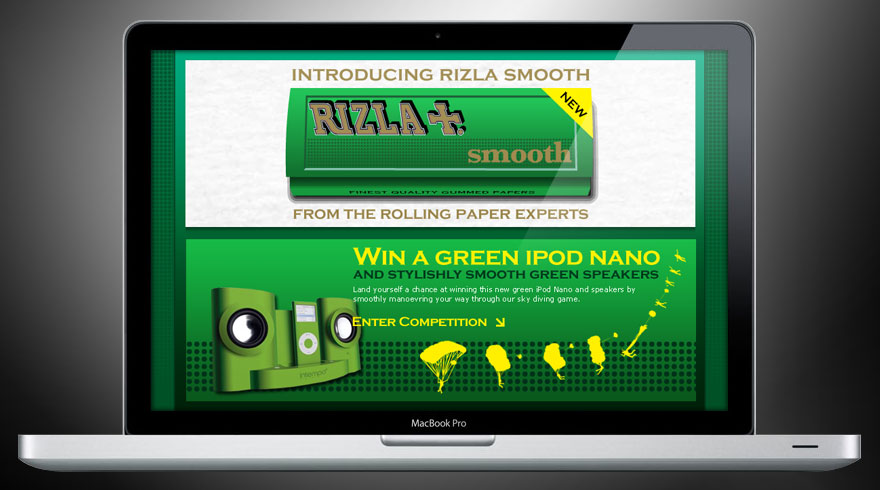 INTRODUCING RIZLA SMOOTH
NEW
RIZLA+.
smooth
FINEST QUALITY GUMMED PAPERS
FROM THE ROLLING PAPER EXPERTS
WIN A GREEN IPOD NANO
AND STYLISHLY SMOOTH GREEN SPEAKERS
Land yourself a chance at winning this new green iPod Nano and speakers by
smoothly manoevring your way through our sky diving game.
ENTER COMPETITION
intempo
MacBook Pro